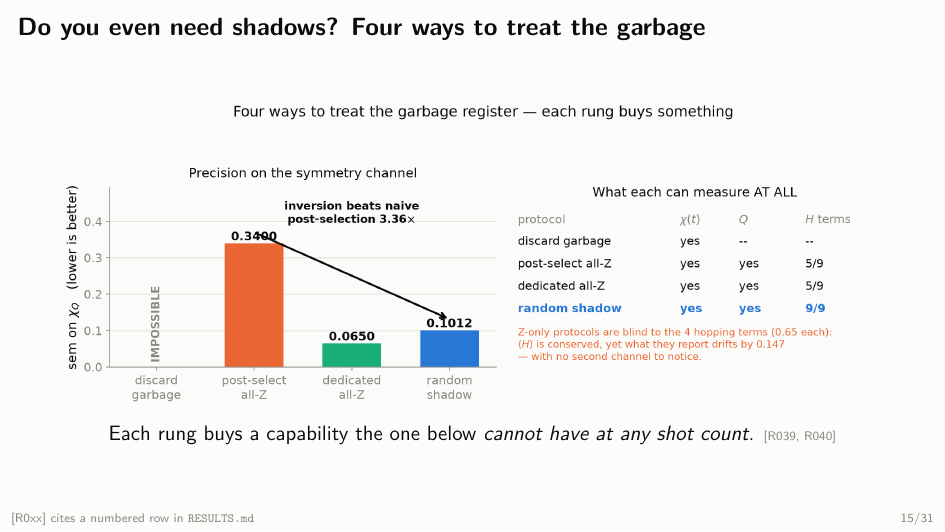 Do you even need shadows? Four ways to treat the garbage
Four ways to treat the garbage register — each rung buys something
Precision on the symmetry channel
sem on χQ (lower is better)
0.4
0.3
0.2
0.1
0.0
inversion beats naive
post-selection 3.36×
IMPOSSIBLE
0.3400
0.0650
0.1012
discard
garbage
post-select
all-Z
dedicated
all-Z
random
shadow
What each can measure AT ALL
protocol χ(t) Q H terms
discard garbage yes -- --
post-select all-Z yes yes 5/9
dedicated all-Z yes yes 5/9
random shadow yes yes 9/9
Z-only protocols are blind to the 4 hopping terms (0.65 each):
⟨H⟩ is conserved, yet what they report drifts by 0.147
— with no second channel to notice.
Each rung buys a capability the one below cannot have at any shot count. [R039, R040]
[R0xx] cites a numbered row in RESULTS.md
15/31